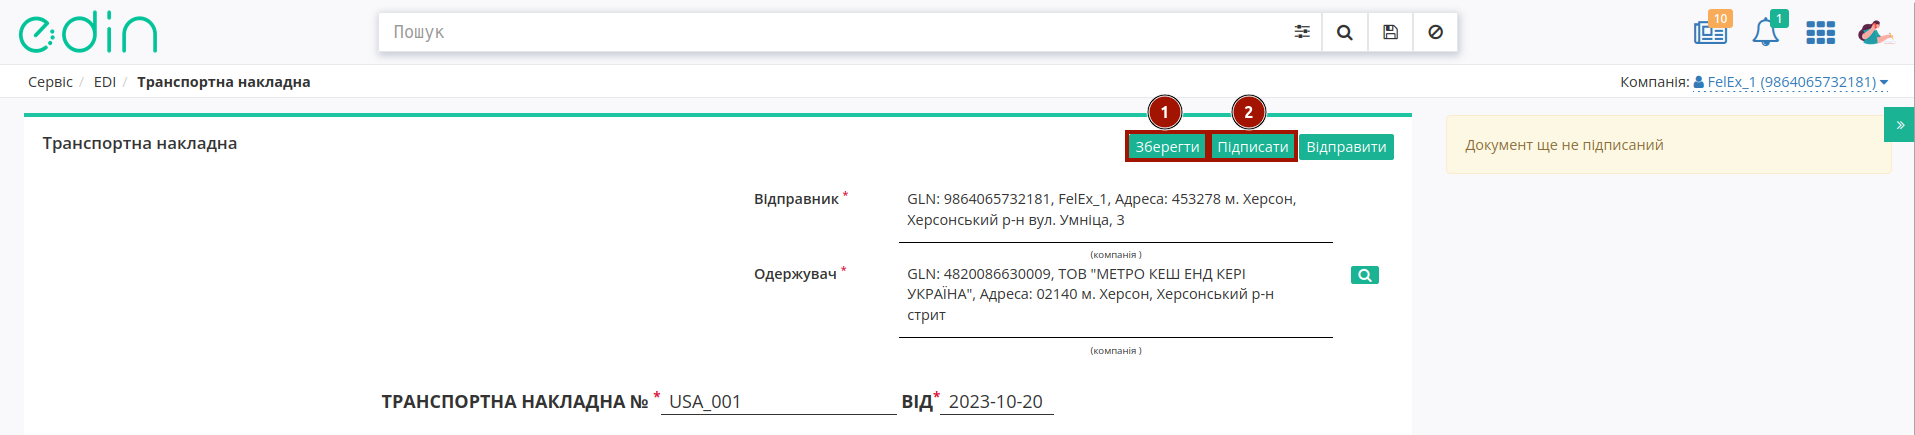 edin
Пошук
10
1
Сервіс / EDI / Транспортна накладна
Компанія: FelEx_1 (9864065732181)
1
2
Транспортна накладна
Зберегти
Підписати
Відправити
»
Документ ще не підписаний
Відправник *
GLN: 9864065732181, FelEx_1, Адреса: 453278 м. Херсон,
Херсонський р-н вул. Умніца, 3
(компанія )
Одержувач *
GLN: 4820086630009, ТОВ "МЕТРО КЕШ ЕНД КЕРІ
УКРАЇНА", Адреса: 02140 м. Херсон, Херсонський р-н
стрит
(компанія )
ТРАНСПОРТНА НАКЛАДНА № * USA_001 ВІД* 2023-10-20